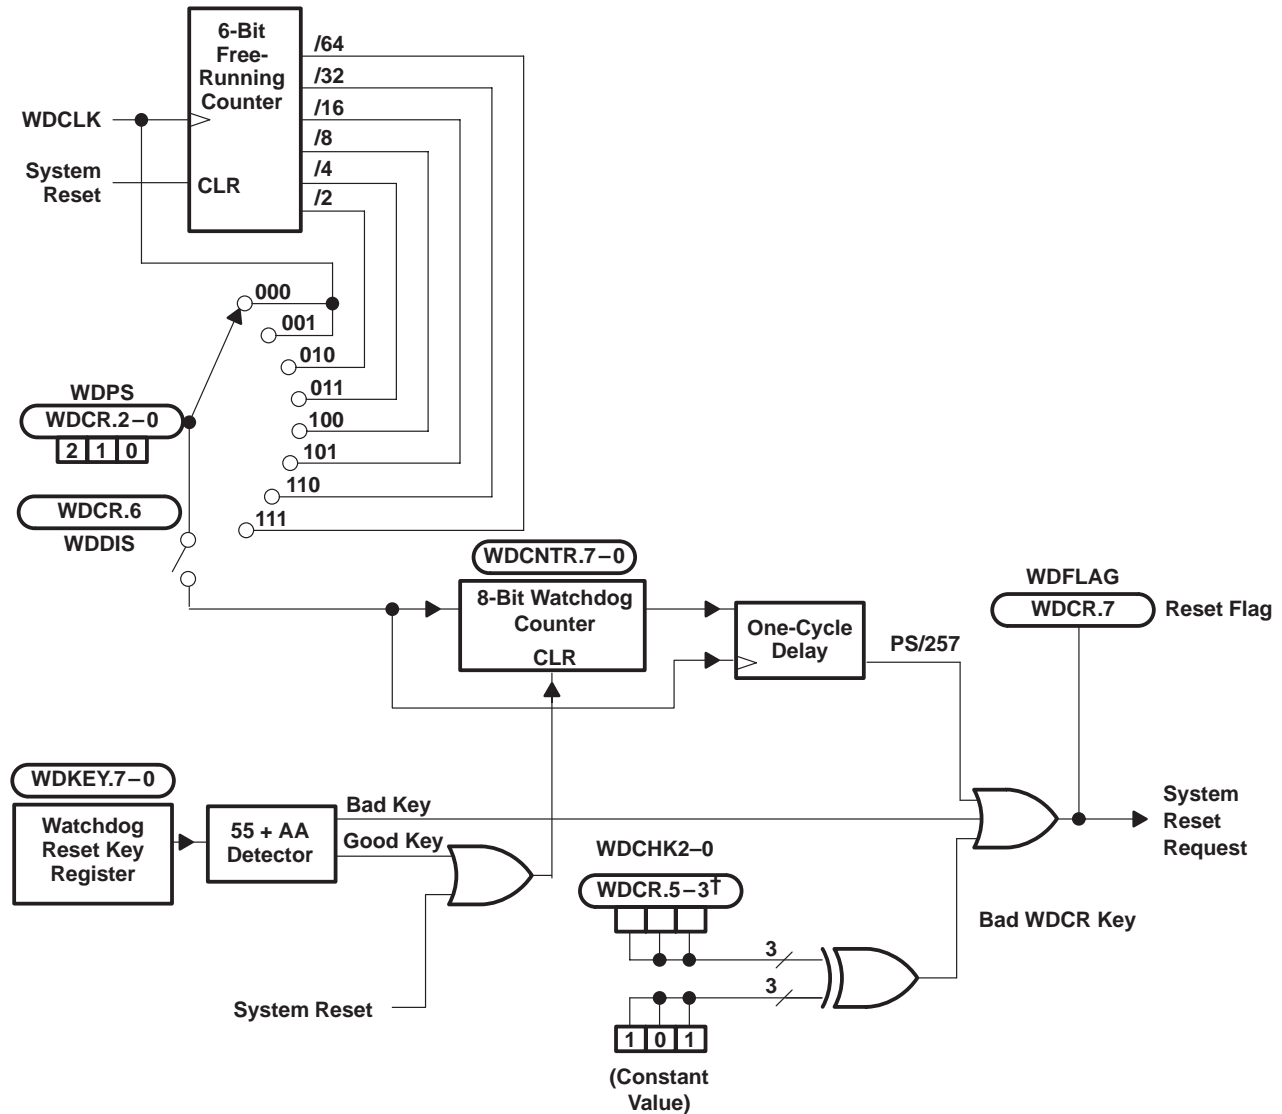 6-Bit
Free-
Running
Counter
/64
/32
/16
/8
/4
/2
WDCLK
System
Reset
CLR
000
001
010
011
100
101
110
111
WDPS
WDCR.2–0
2 1 0
WDCR.6
WDDIS
WDCNTR.7–0
8-Bit Watchdog
Counter
CLR
One-Cycle
Delay
PS/257
WDFLAG
WDCR.7
Reset Flag
WDKEY.7–0
Watchdog
Reset Key
Register
55 + AA
Detector
Bad Key
Good Key
System
Reset
Request
WDCHK2–0
WDCR.5–3†
Bad WDCR Key
3
3
System Reset
1 0 1
(Constant
Value)